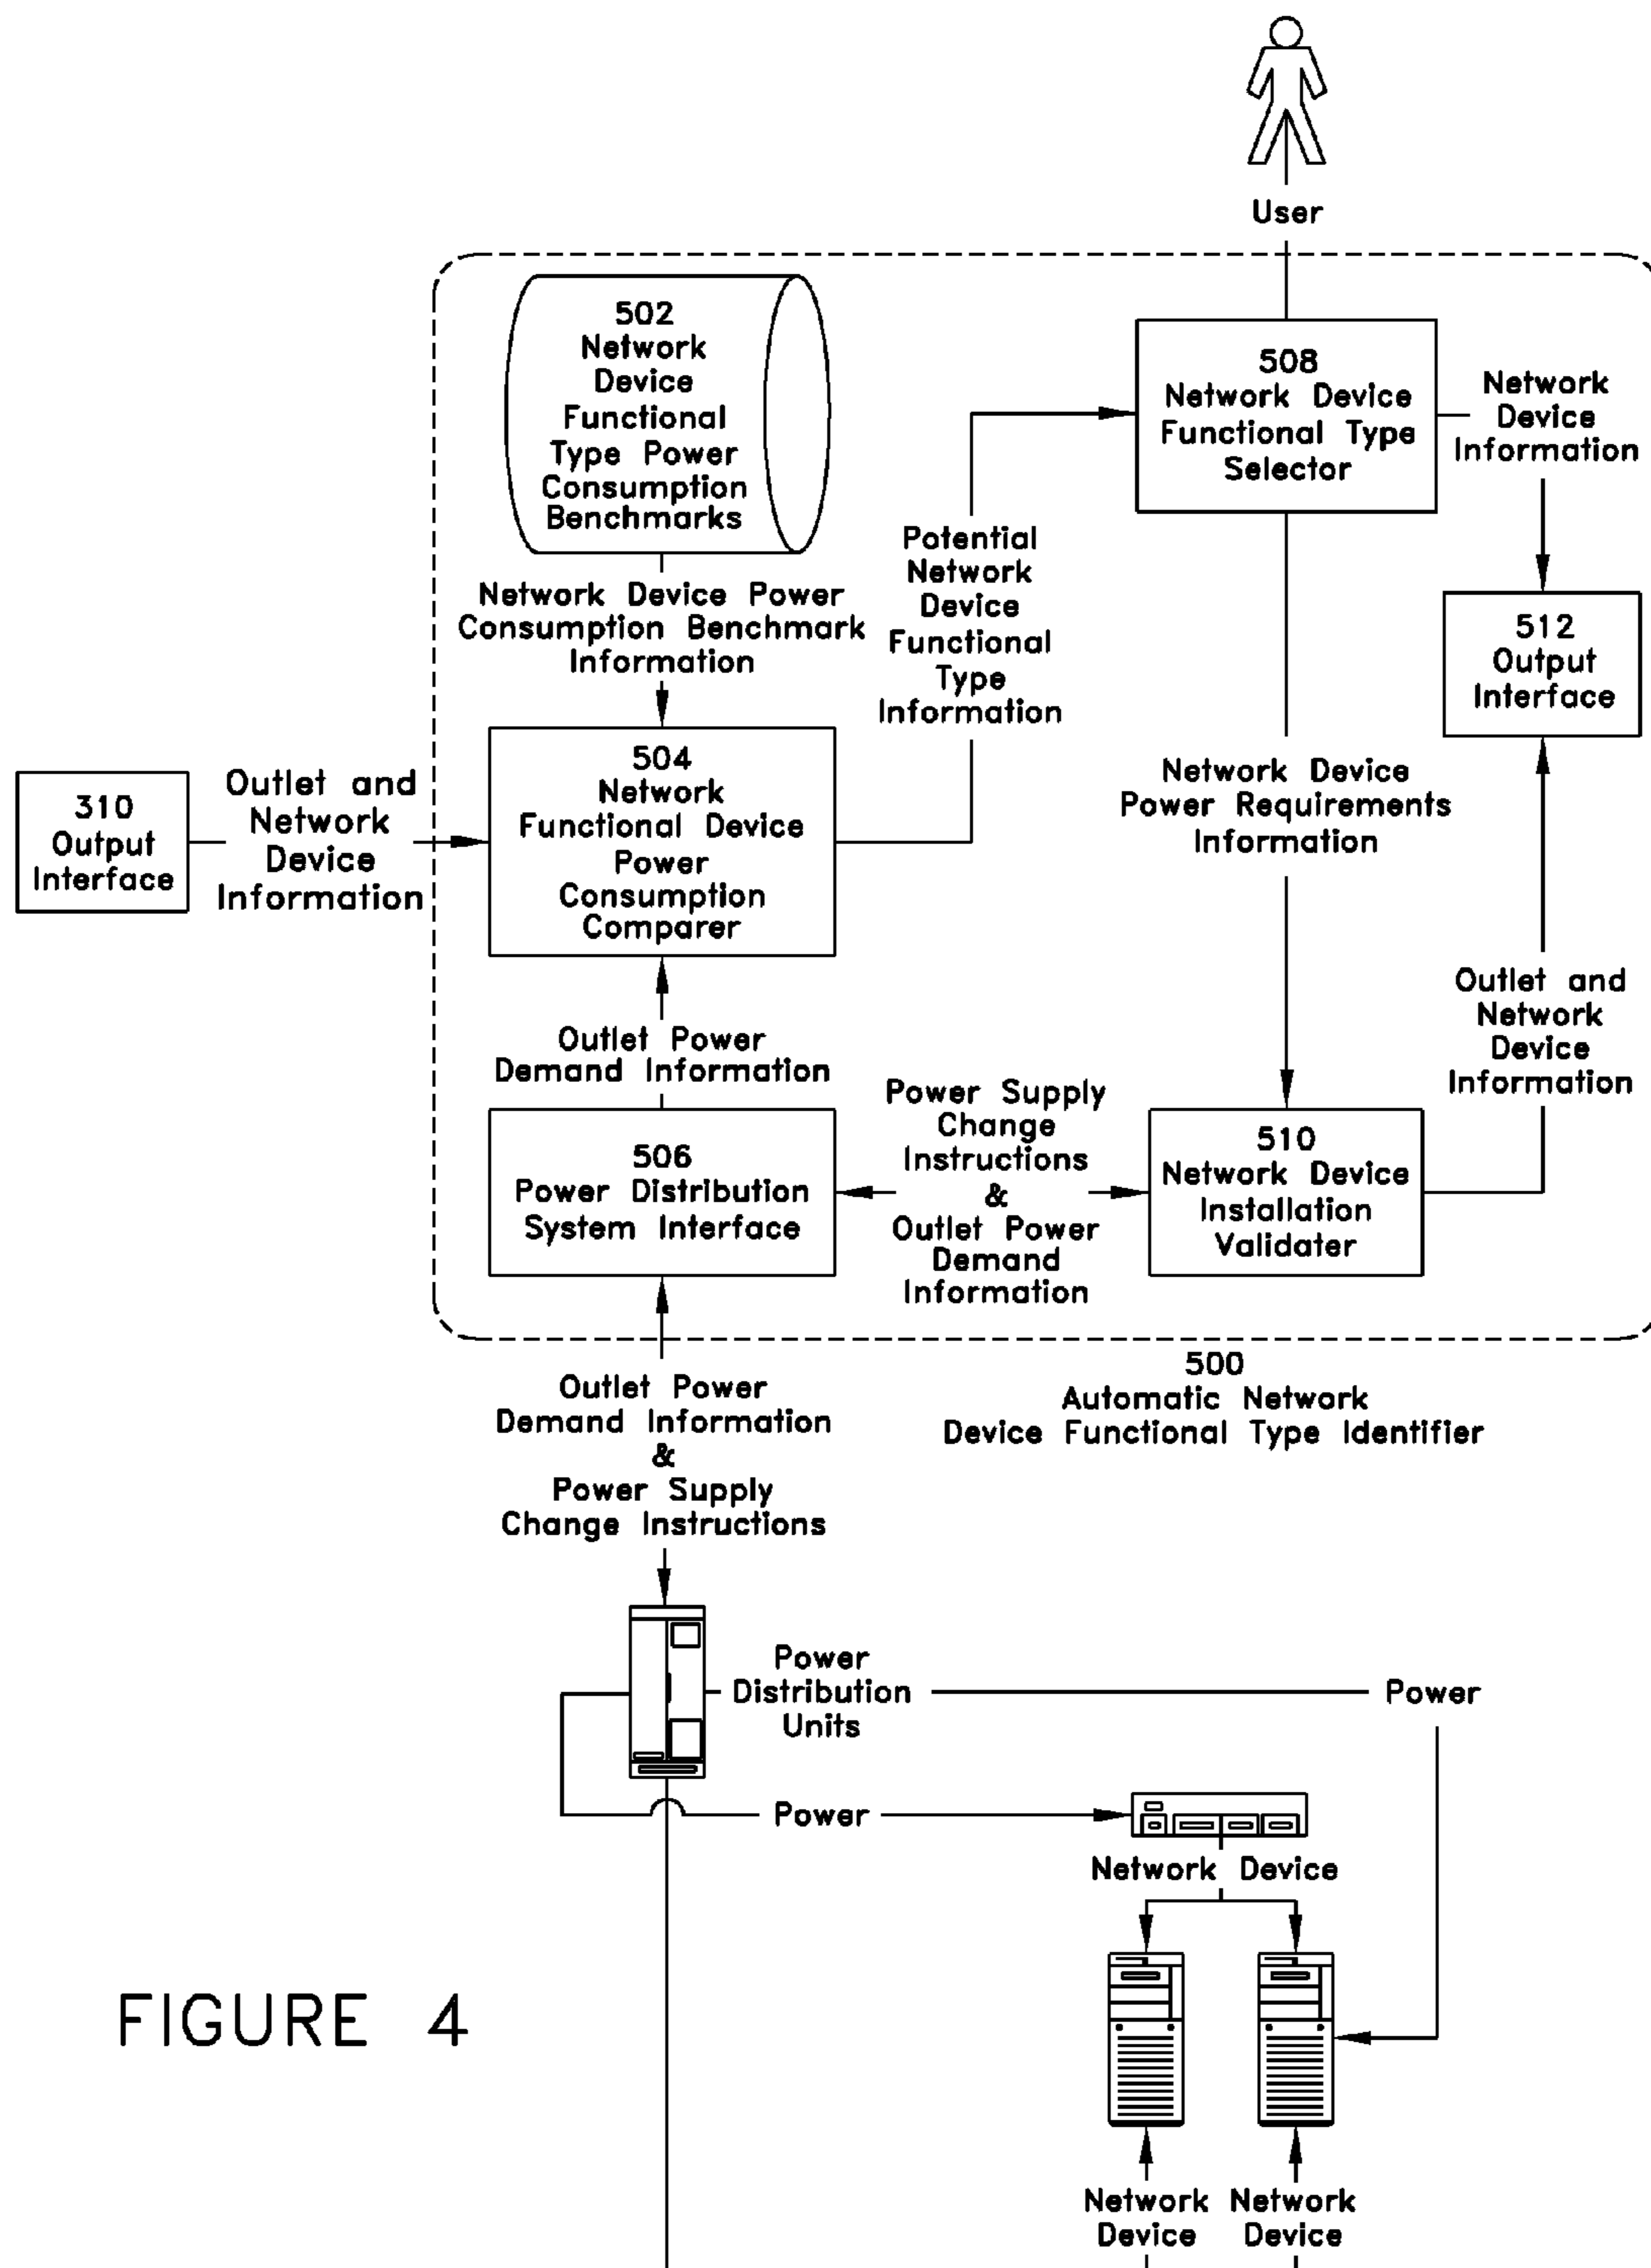 User
502
Network
Device
Functional
Type Power
Consumption
Benchmarks
508
Network Device
Functional Type
Selector
Network
Device
Information
Potential
Network
Device
Functional
Type
Information
Network Device Power
Consumption Benchmark
Information
512
Output
Interface
310
Output
Interface
Outlet and
Network
Device
Information
504
Network
Functional Device
Power
Consumption
Comparer
Network Device
Power Requirements
Information
Outlet and
Network
Device
Information
Outlet Power
Demand Information
506
Power Distribution
System Interface
Power Supply
Change
Instructions
&
Outlet Power
Demand
Information
510
Network Device
Installation
Validater
500
Automatic Network
Device Functional Type Identifier
Outlet Power
Demand Information
&
Power Supply
Change Instructions
Power
Distribution
Units
Power
Power
Network Device
FIGURE 4
Network
Device
Network
Device